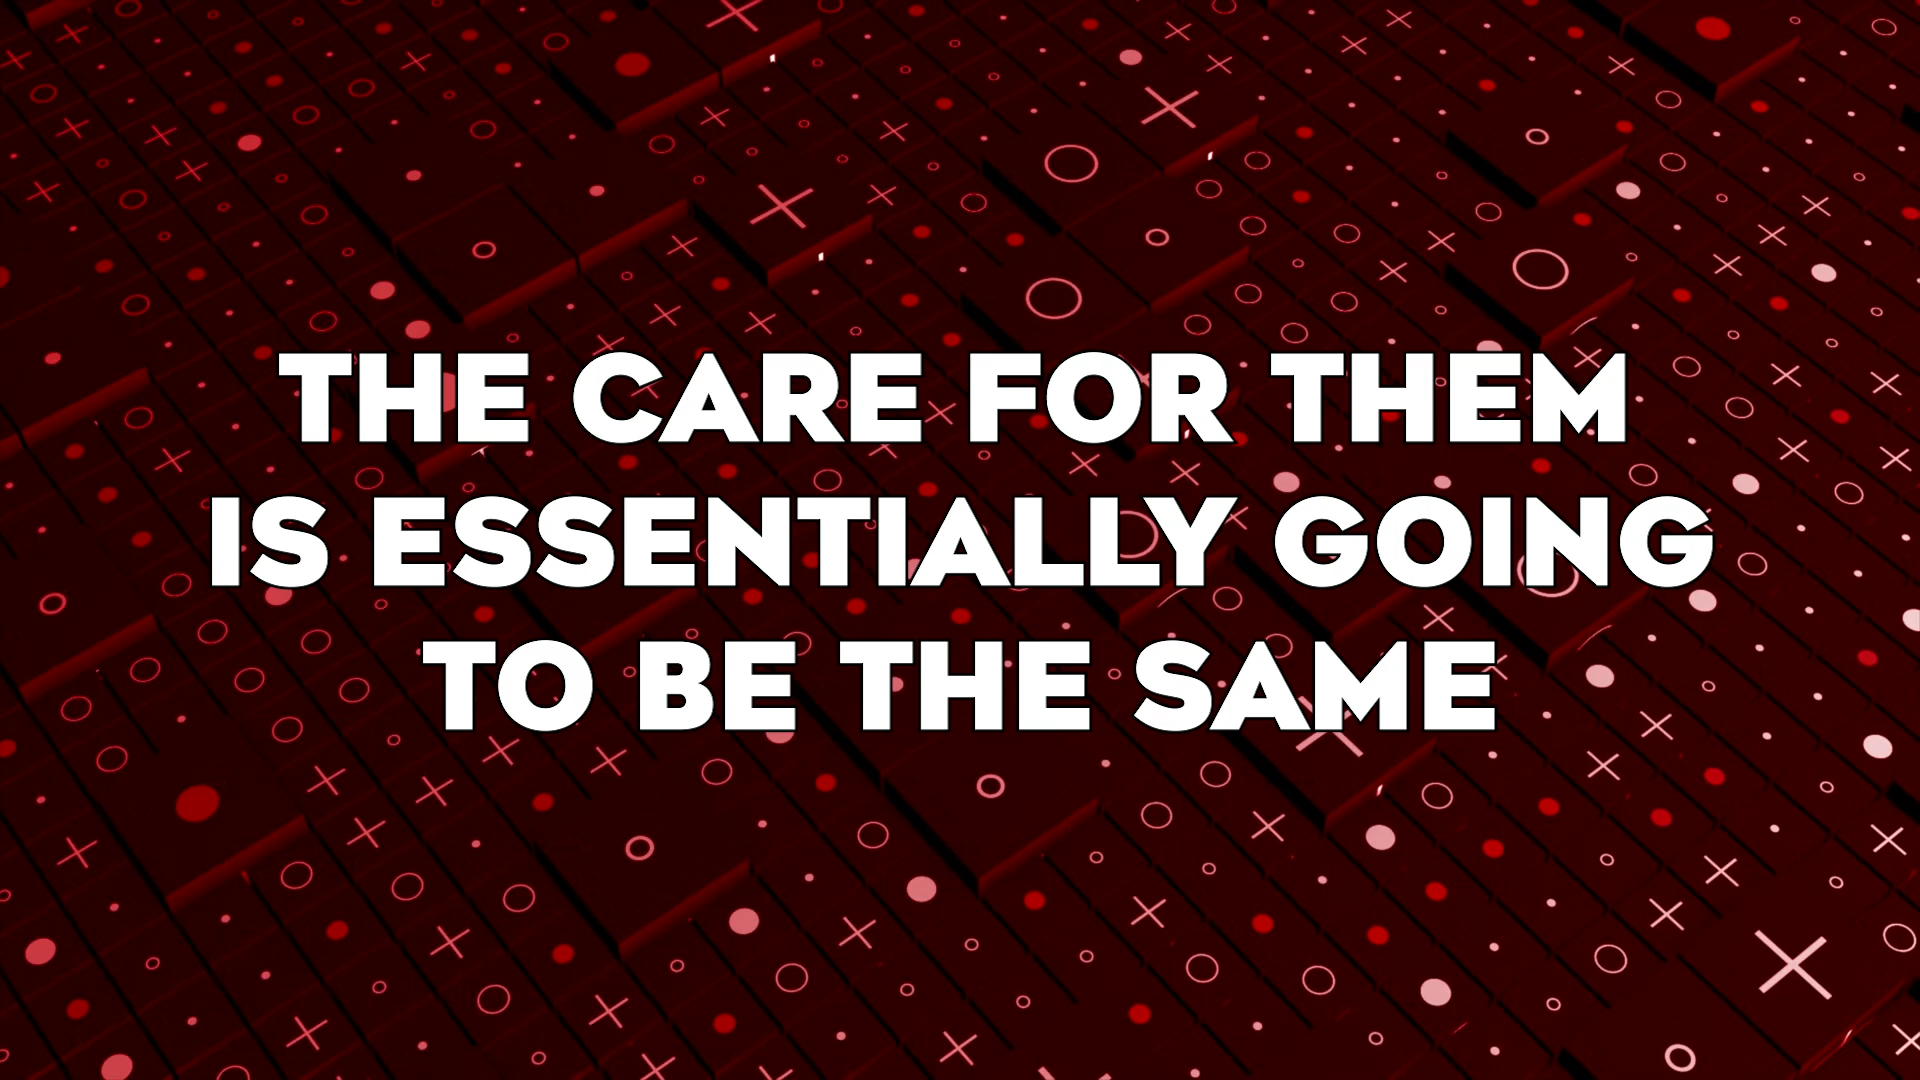 THE CARE FOR THEM
IS ESSENTIALLY GOING
TO BE THE SAME